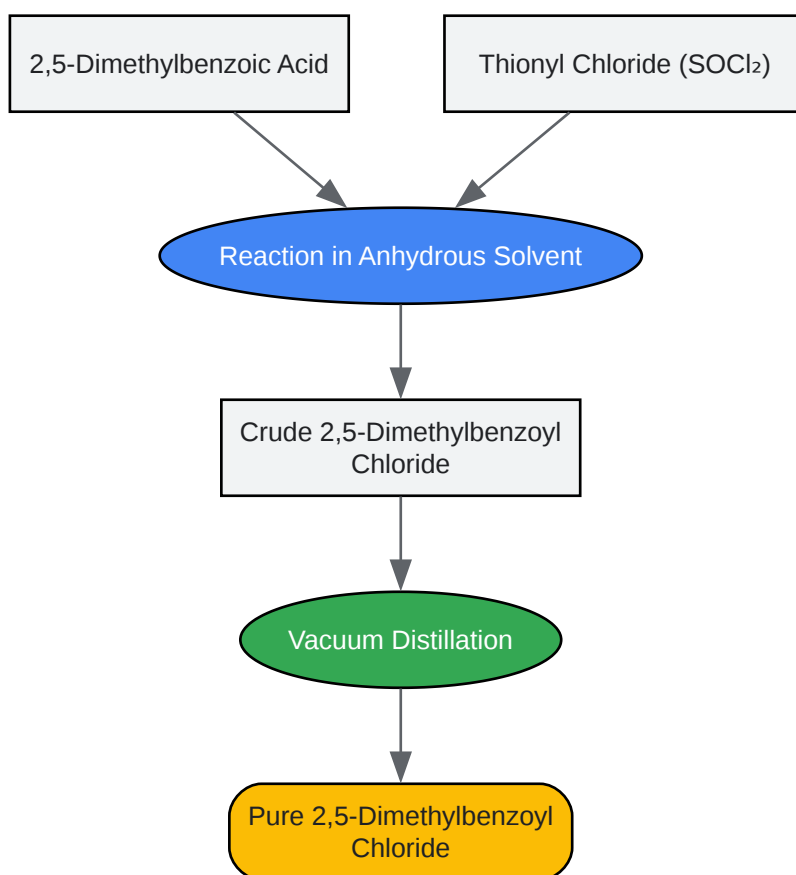 2,5-Dimethylbenzoic Acid
Thionyl Chloride (SOCl₂)
Reaction in Anhydrous Solvent
Crude 2,5-Dimethylbenzoyl
Chloride
Vacuum Distillation
Pure 2,5-Dimethylbenzoyl
Chloride